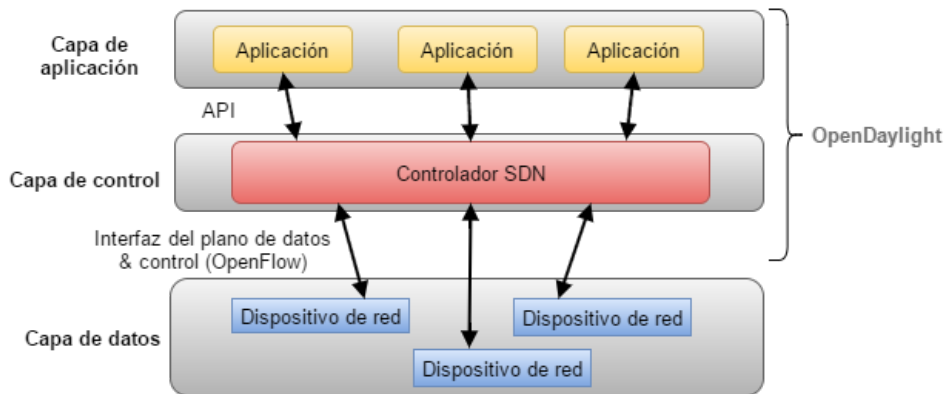 Capa de
aplicación
Aplicación
Aplicación
Aplicación
API
OpenDaylight
Capa de control
Controlador SDN
Interfaz del plano de datos
& control (OpenFlow)
Capa de datos
Dispositivo de red
Dispositivo de red
Dispositivo de red